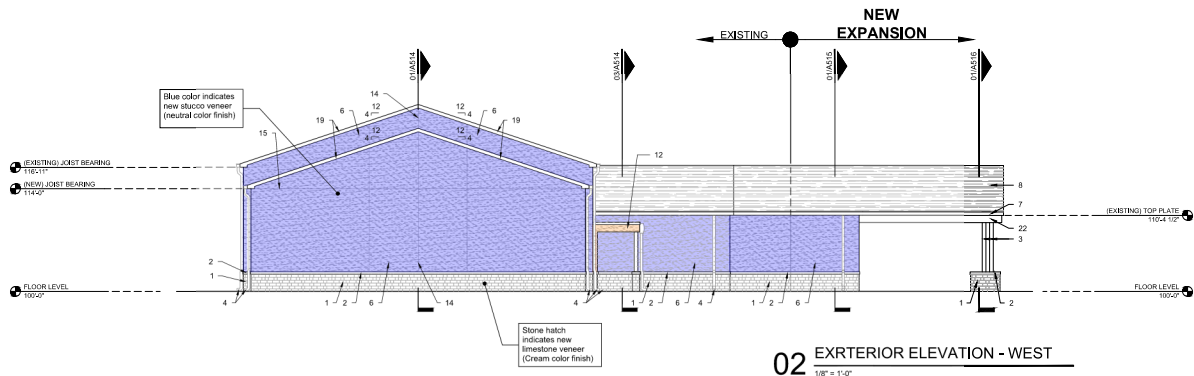 NEW
EXPANSION
EXISTING
01/A514
03/A514
01/A515
01/A516
Blue color indicates
new stucco veneer
(neutral color finish)
14
12
4
6
19
15
12
4
12
4
6
19
12
4
12
(EXISTING) JOIST BEARING
116'-11"
(NEW) JOIST BEARING
114'-0"
8
7
(EXISTING) TOP PLATE
110'-4 1/2"
22
3
2
1
FLOOR LEVEL
100'-0"
4
1
2
6
14
4
1
2
6
4
1
2
6
1
2
FLOOR LEVEL
100'-0"
Stone hatch
indicates new
limestone veneer
(Cream color finish)
02 EXRTERIOR ELEVATION - WEST
1/8" = 1'-0"